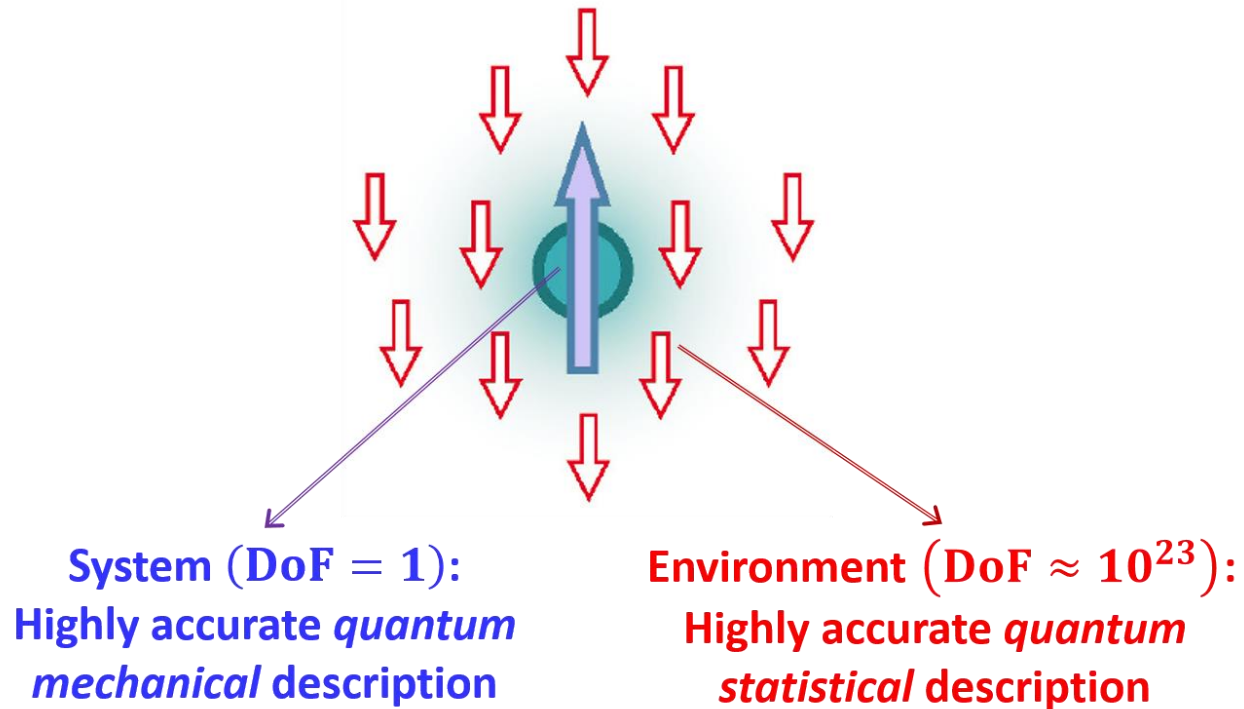 System (DoF = 1):
Highly accurate quantum
mechanical description
Environment (DoF ≈ 10²³):
Highly accurate quantum
statistical description